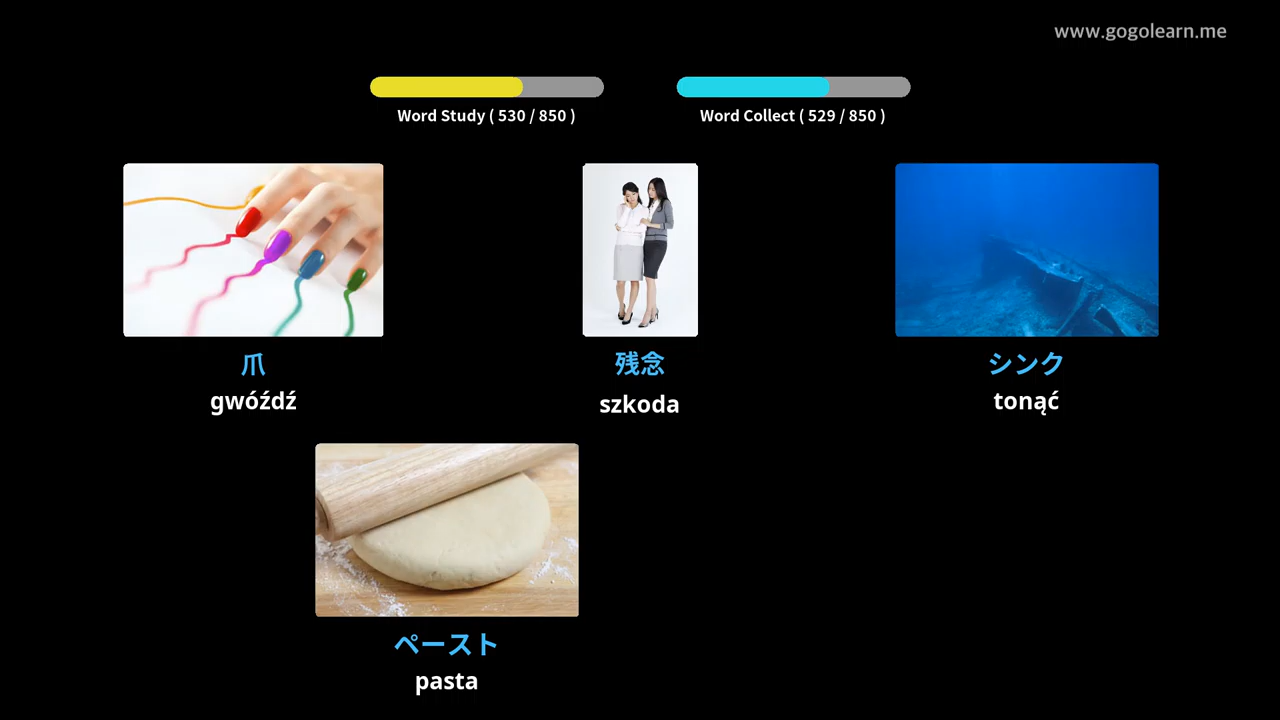 www.gogolearn.me
Word Study ( 530 / 850 )
Word Collect ( 529 / 850 )
爪
gwóźdź
残念
szkoda
シンク
tonąć
ペースト
pasta